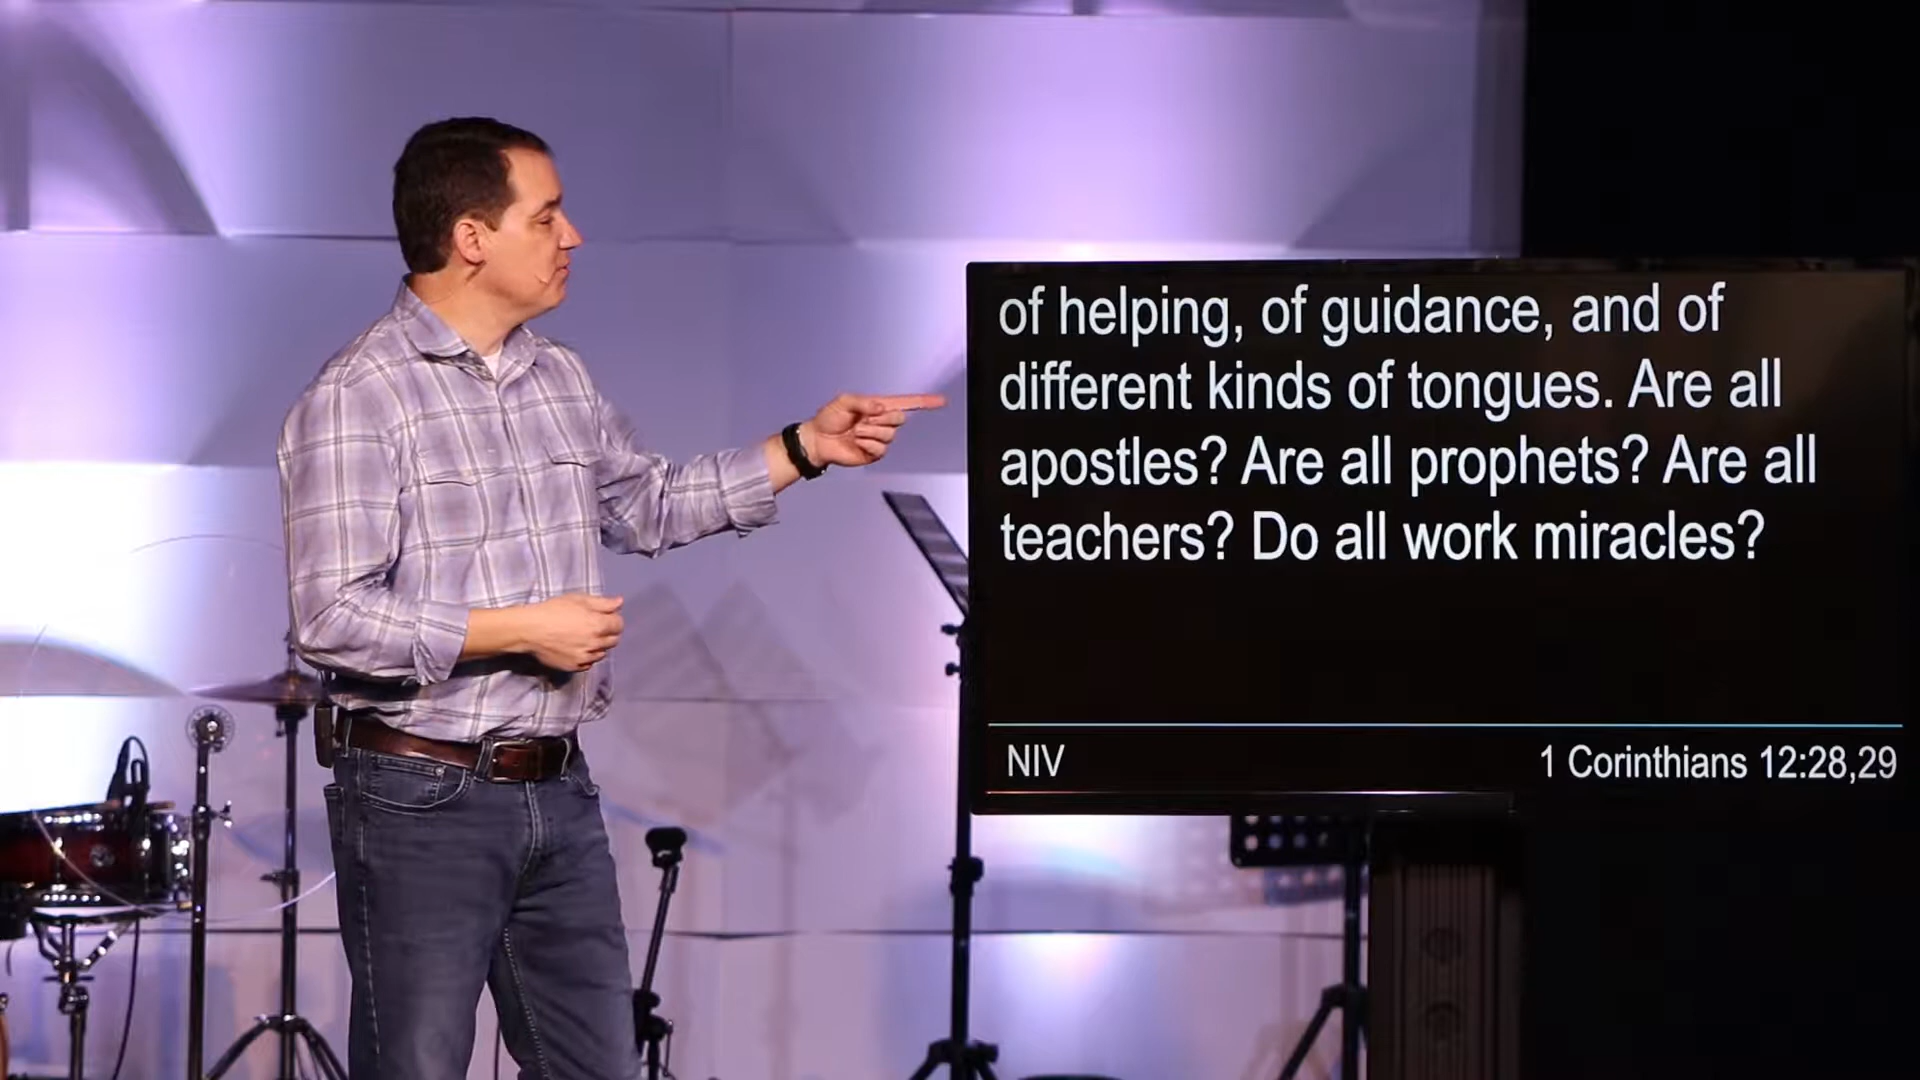 of helping, of guidance, and of
different kinds of tongues. Are all
apostles? Are all prophets? Are all
teachers? Do all work miracles?
NIV
1 Corinthians 12:28,29